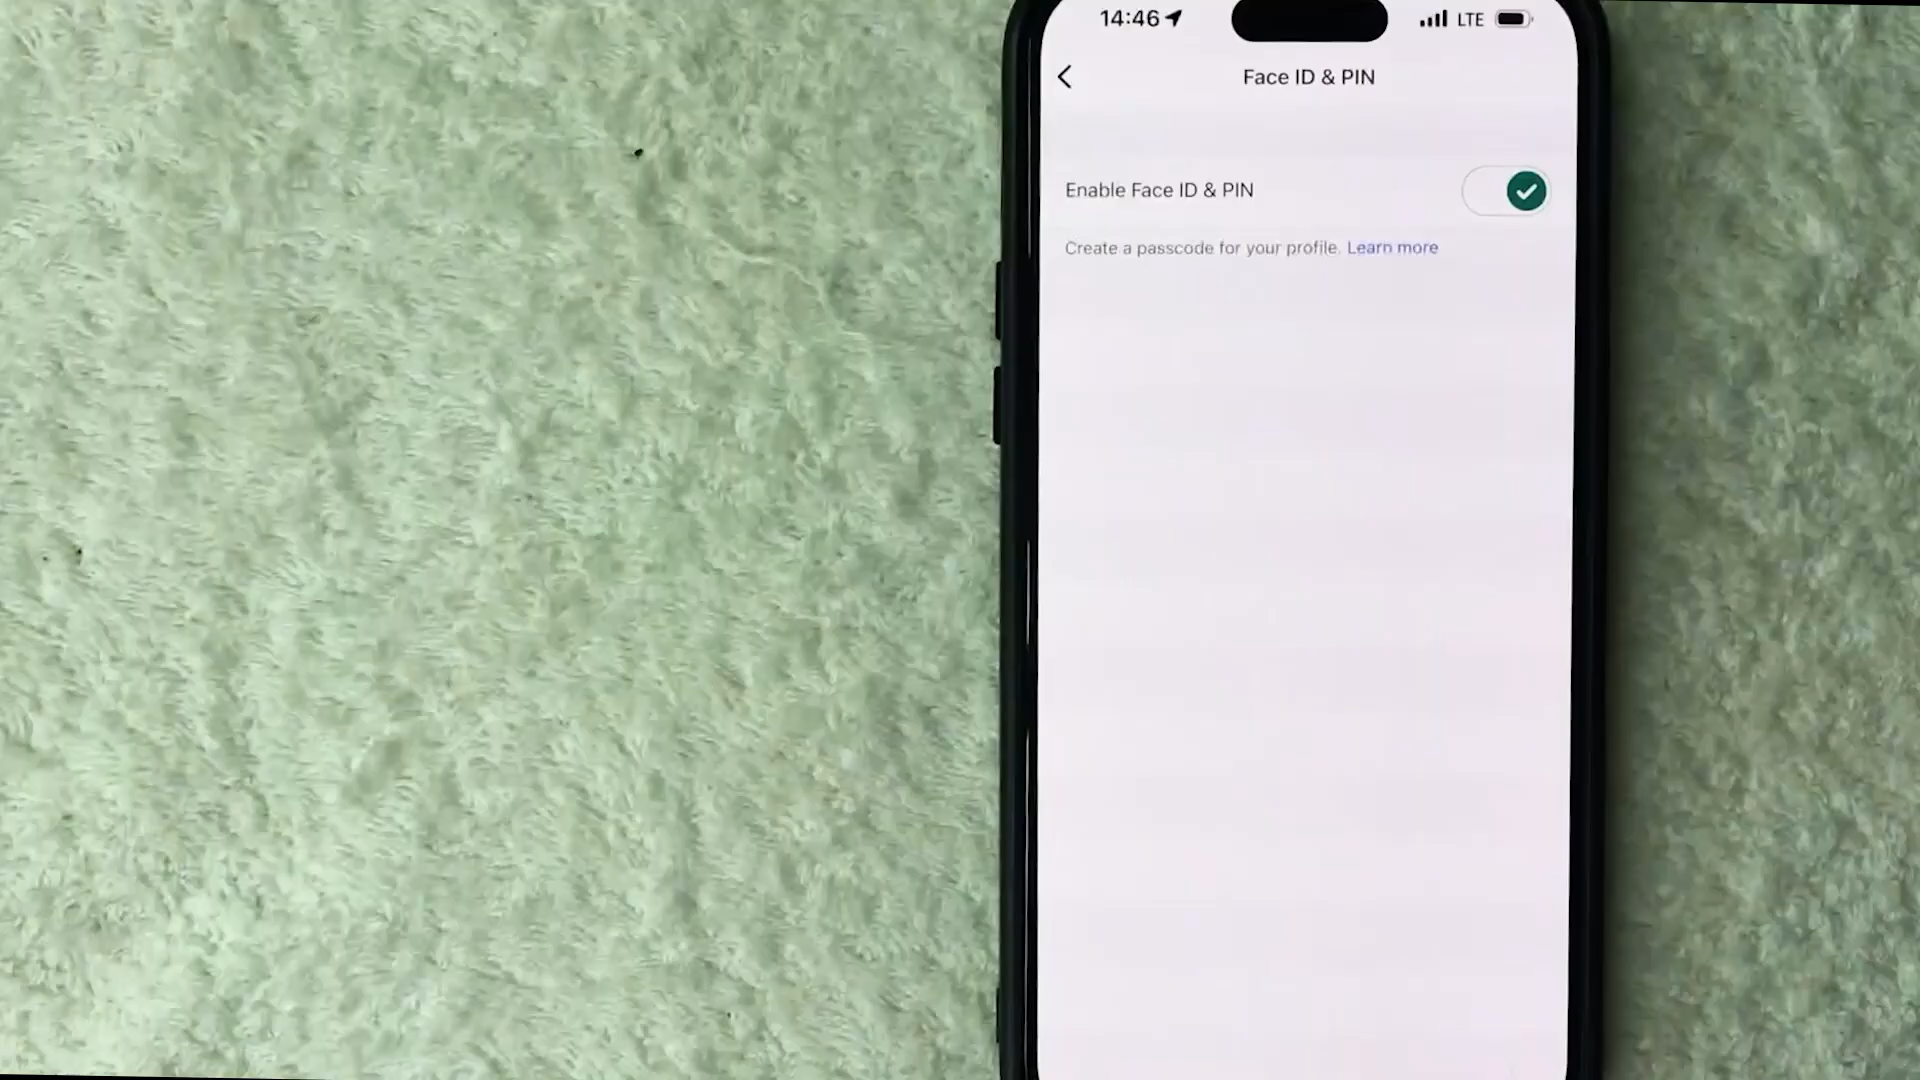 14:46 LTE
Face ID & PIN
Enable Face ID & PIN
Create a passcode for your profile. Learn more